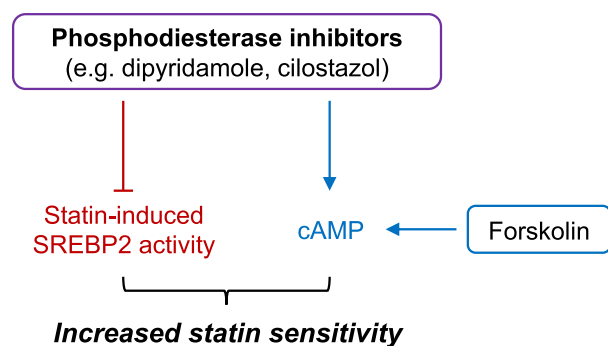 Phosphodiesterase inhibitors
(e.g. dipyridamole, cilostazol)
Statin-induced
SREBP2 activity
cAMP
Forskolin
Increased statin sensitivity